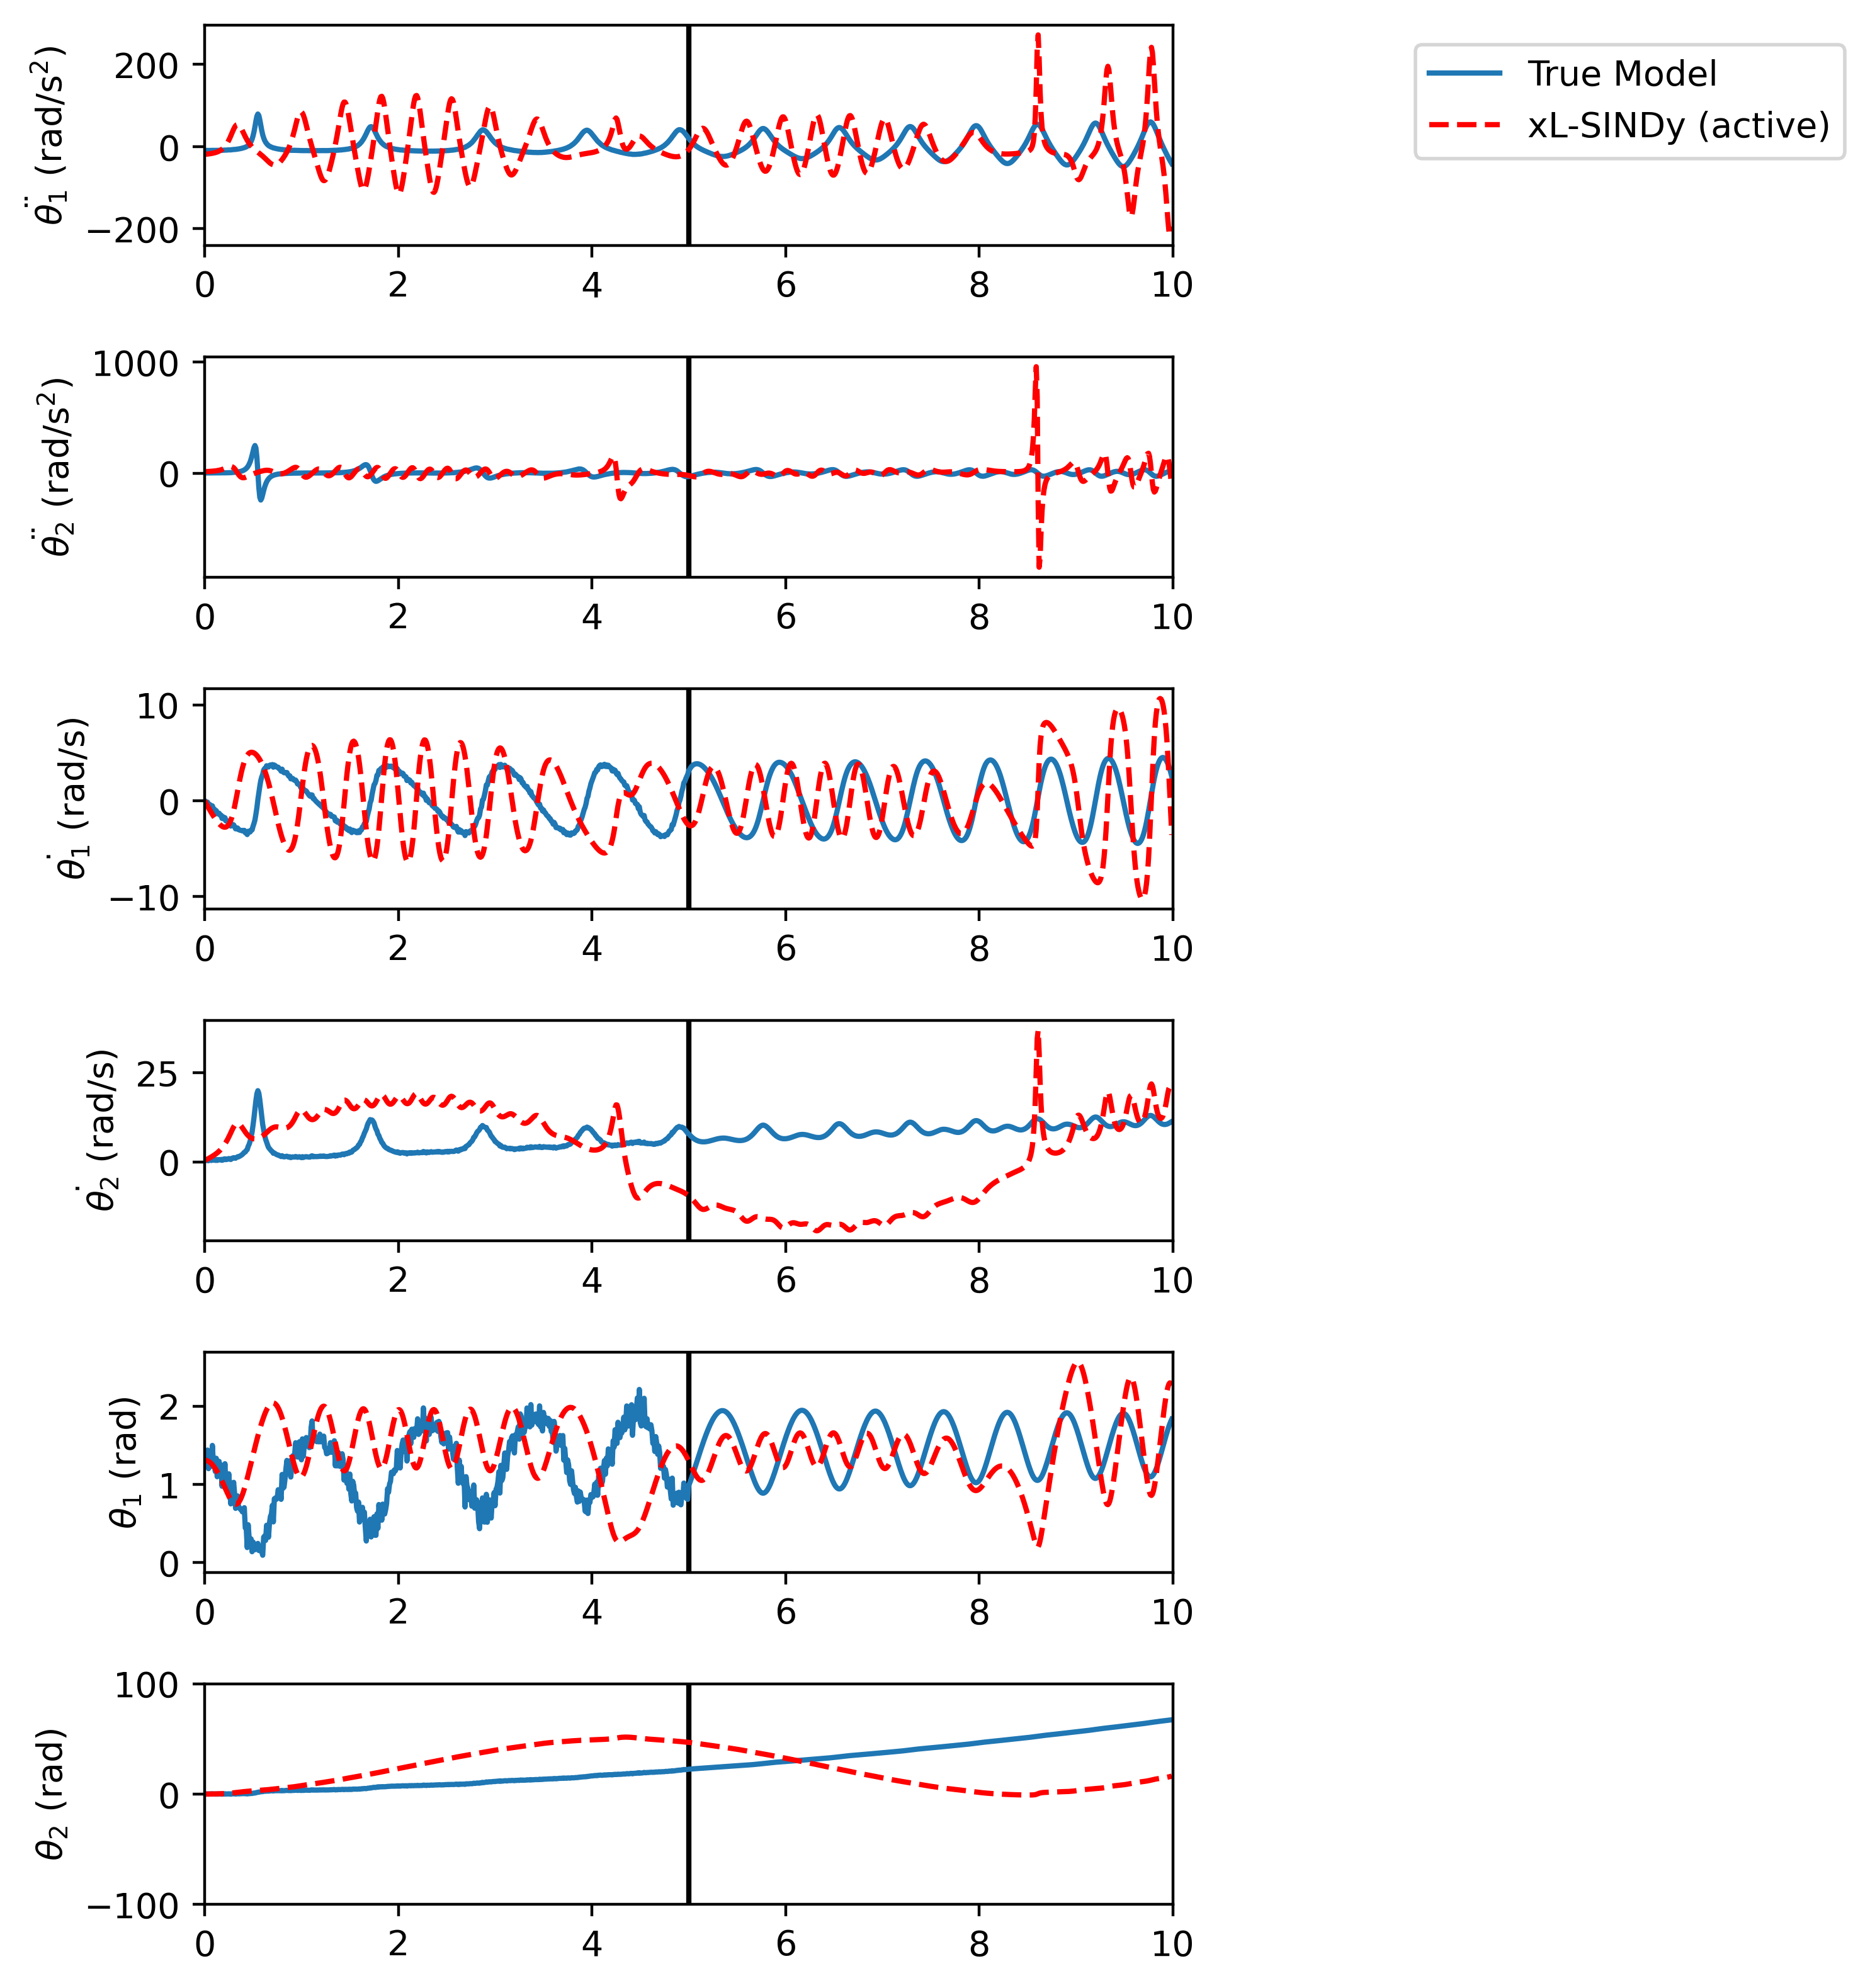 True Model
xL-SINDy (active)
θ̈₁ (rad/s²)
200
0
−200
0 2 4 6 8 10
θ̈₂ (rad/s²)
1000
0
0 2 4 6 8 10
θ̇₁ (rad/s)
10
0
−10
0 2 4 6 8 10
θ̇₂ (rad/s)
25
0
0 2 4 6 8 10
θ₁ (rad)
2
1
0
0 2 4 6 8 10
θ₂ (rad)
100
0
−100
0 2 4 6 8 10